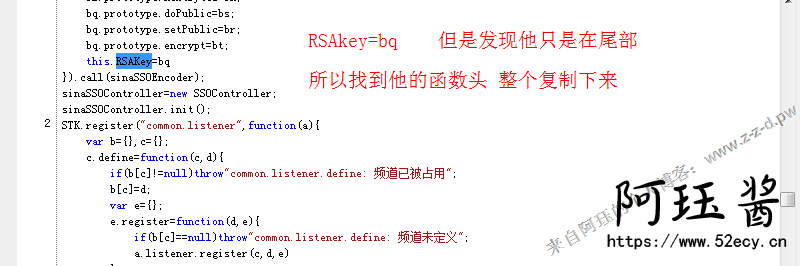 bq.prototype.doPublic=bs;
bq.prototype.setPublic=br;
bq.prototype.encrypt=bt;
this.RSAKey=bq
}).call(sinaSSOEncoder);
sinaSSOController=new SSOController;
sinaSSOController.init();
2 STK.register("common.listener",function(a){
var b={},c={};
c.define=function(c,d){
if(b[c]!=null)throw"common.listener.define: 频道已被占用";
b[c]=d;
var e={};
e.register=function(d,e){
if(b[c]==null)throw"common.listener.define: 频道未定义";
a.listener.register(c,d,e)
RSAkey=bq 但是发现他只是在尾部
所以找到他的函数头 整个复制下来
来自阿珏的 博客: www.z-z-d.pw
阿珏酱
https://www.52ecy.cn